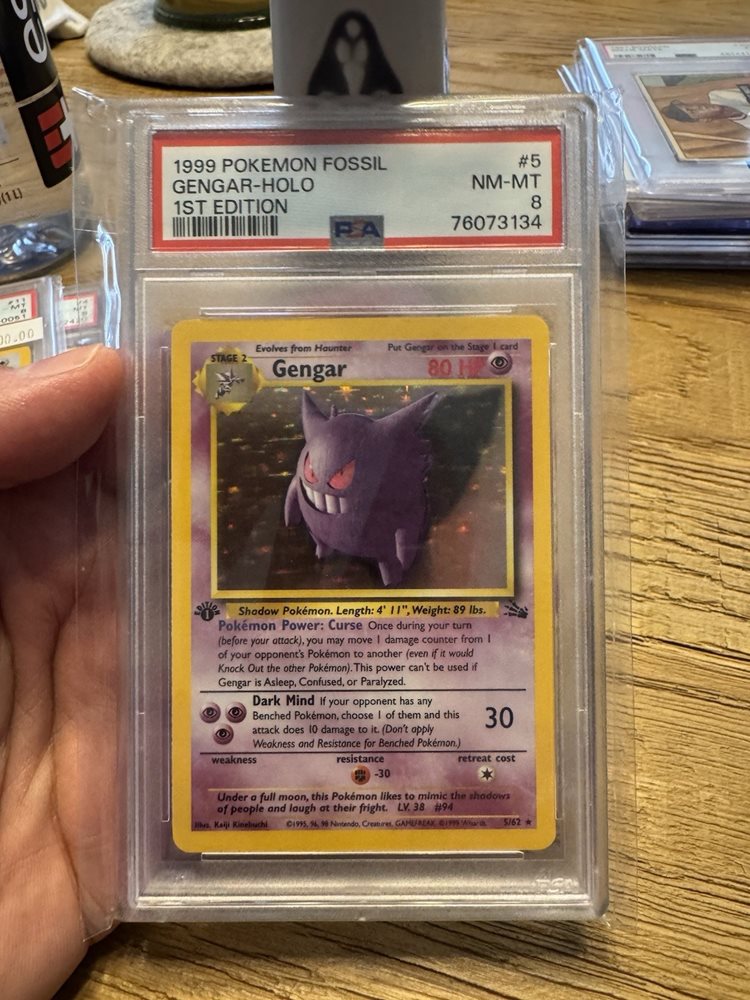 1999 POKEMON FOSSIL #5
GENGAR-HOLO NM-MT
1ST EDITION 8
PSA 76073134
Evolves from Haunter Put Gengar on the Stage 1 card
STAGE 2 Gengar 80 HP
EDITION 1
Shadow Pokémon. Length: 4' 11", Weight: 89 lbs.
Pokémon Power: Curse Once during your turn
(before your attack), you may move 1 damage counter from 1
of your opponent's Pokémon to another (even if it would
Knock Out the other Pokémon). This power can't be used if
Gengar is Asleep, Confused, or Paralyzed.
Dark Mind If your opponent has any
Benched Pokémon, choose 1 of them and this
attack does 10 damage to it. (Don't apply
Weakness and Resistance for Benched Pokémon.)
30
weakness resistance retreat cost
-30
Under a full moon, this Pokémon likes to mimic the shadows
of people and laugh at their fright. LV. 38 #94
Illus. Keiji Kinebuchi ©1995, 96, 98 Nintendo, Creatures, GAMEFREAK. ©1999 Wizards. 5/62